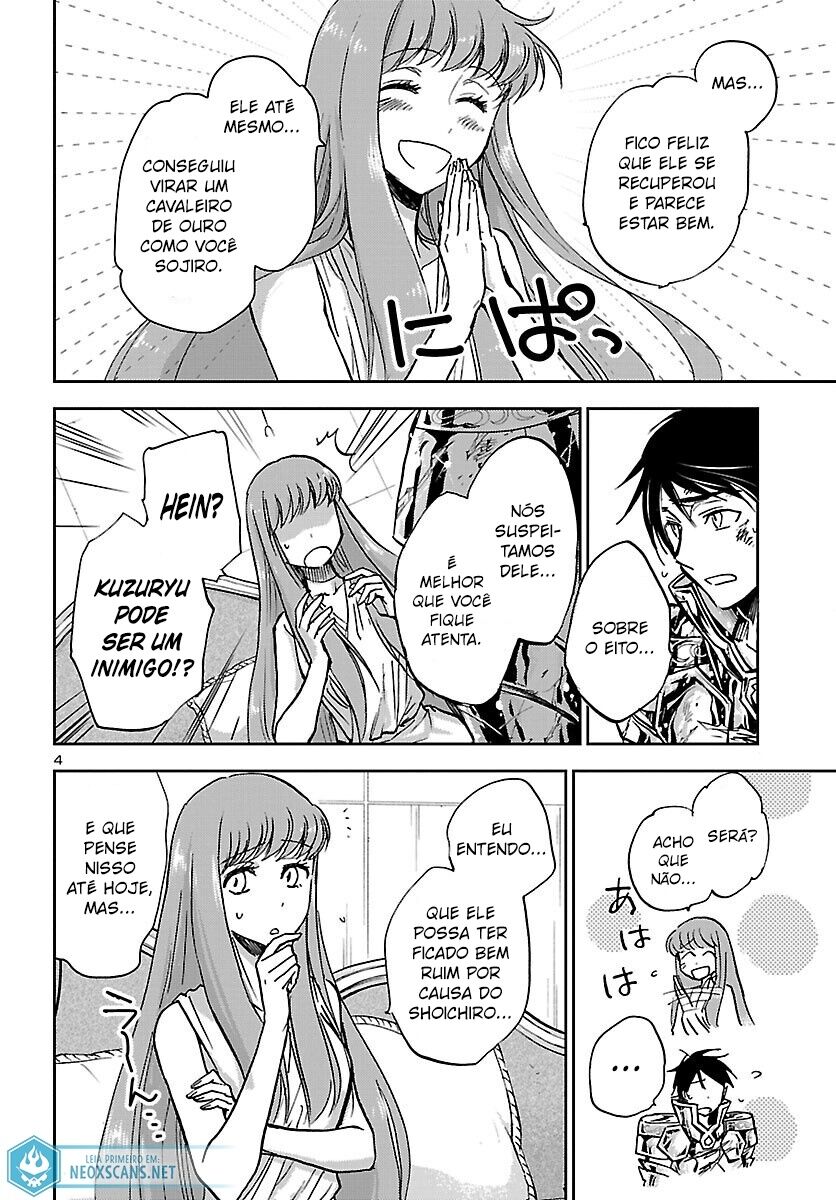 MAS...
FICO FELIZ
QUE ELE SE
RECUPEROU
E PARECE
ESTAR BEM.
ELE ATÉ
MESMO...
CONSEGUIU
VIRAR UM
CAVALEIRO
DE OURO
COMO VOCÊ
SOJIRO.
にぱっ
SOBRE
O EITO...
NÓS
SUSPEI-
TAMOS
DELE...
É
MELHOR
QUE VOCÊ
FIQUE
ATENTA.
HEIN?
KUZURYU
PODE
SER UM
INIMIGO!?
4
SERÁ?
ACHO
QUE
NÃO...
あはは
...
EU
ENTENDO...
QUE ELE
POSSA TER
FICADO BEM
RUIM POR
CAUSA DO
SHOICHIRO...
E QUE
PENSE
NISSO
ATÉ HOJE,
MAS...
うーん...
LEIA PRIMEIRO EM:
NEOXSCANS.NET